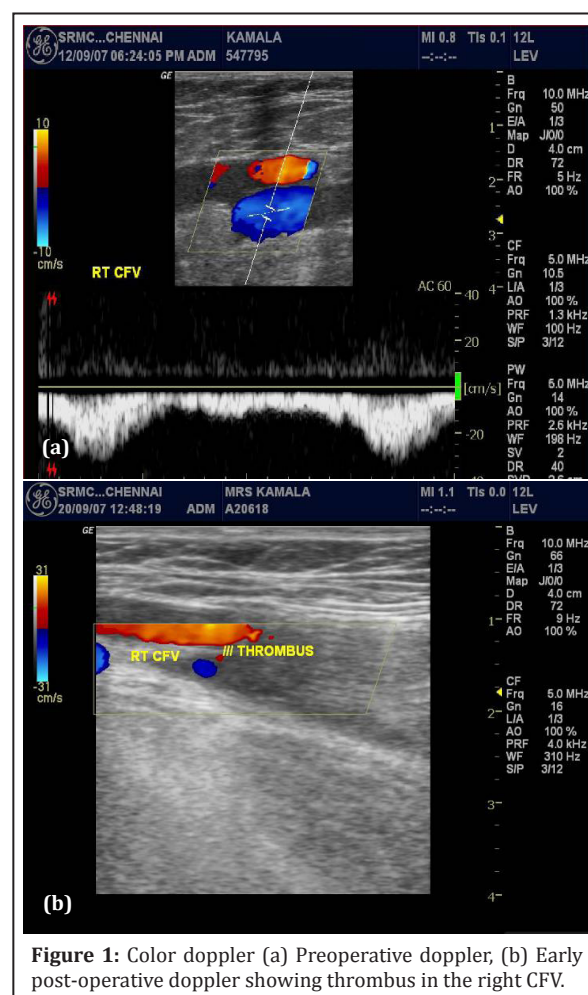 SRMC...CHENNAI KAMALA MI 0.8 TIs 0.1 12L
12/09/07 06:24:05 PM ADM 547795 --:--:-- LEV
GE
B
Frq 10.0 MHz
Gn 50
E/A 1/3
Map J/0/0
D 4.0 cm
DR 72
FR 5 Hz
AO 100 %
1
2
3
4
10
-10
cm/s
RT CFV
CF
Frq 5.0 MHz
Gn 10.5
L/A 1/3
AO 100 %
PRF 1.3 kHz
WF 100 Hz
S/P 3/12
AC 60
40
20
[cm/s]
-20
PW
Frq 5.0 MHz
Gn 14
AO 100 %
PRF 2.6 kHz
WF 198 Hz
SV 2
DR 40
(a)
SRMC...CHENNAI MRS KAMALA MI 1.1 TIs 0.0 12L
20/09/07 12:48:19 ADM A20618 --:--:-- LEV
GE
B
Frq 10.0 MHz
Gn 66
E/A 1/3
Map J/0/0
D 4.0 cm
DR 72
FR 9 Hz
AO 100 %
1
2
3
4
31
-31
cm/s
RT CFV /// THROMBUS
CF
Frq 5.0 MHz
Gn 16
L/A 1/3
AO 100 %
PRF 4.0 kHz
WF 310 Hz
S/P 3/12
(b)
Figure 1: Color doppler (a) Preoperative doppler, (b) Early
post-operative doppler showing thrombus in the right CFV.